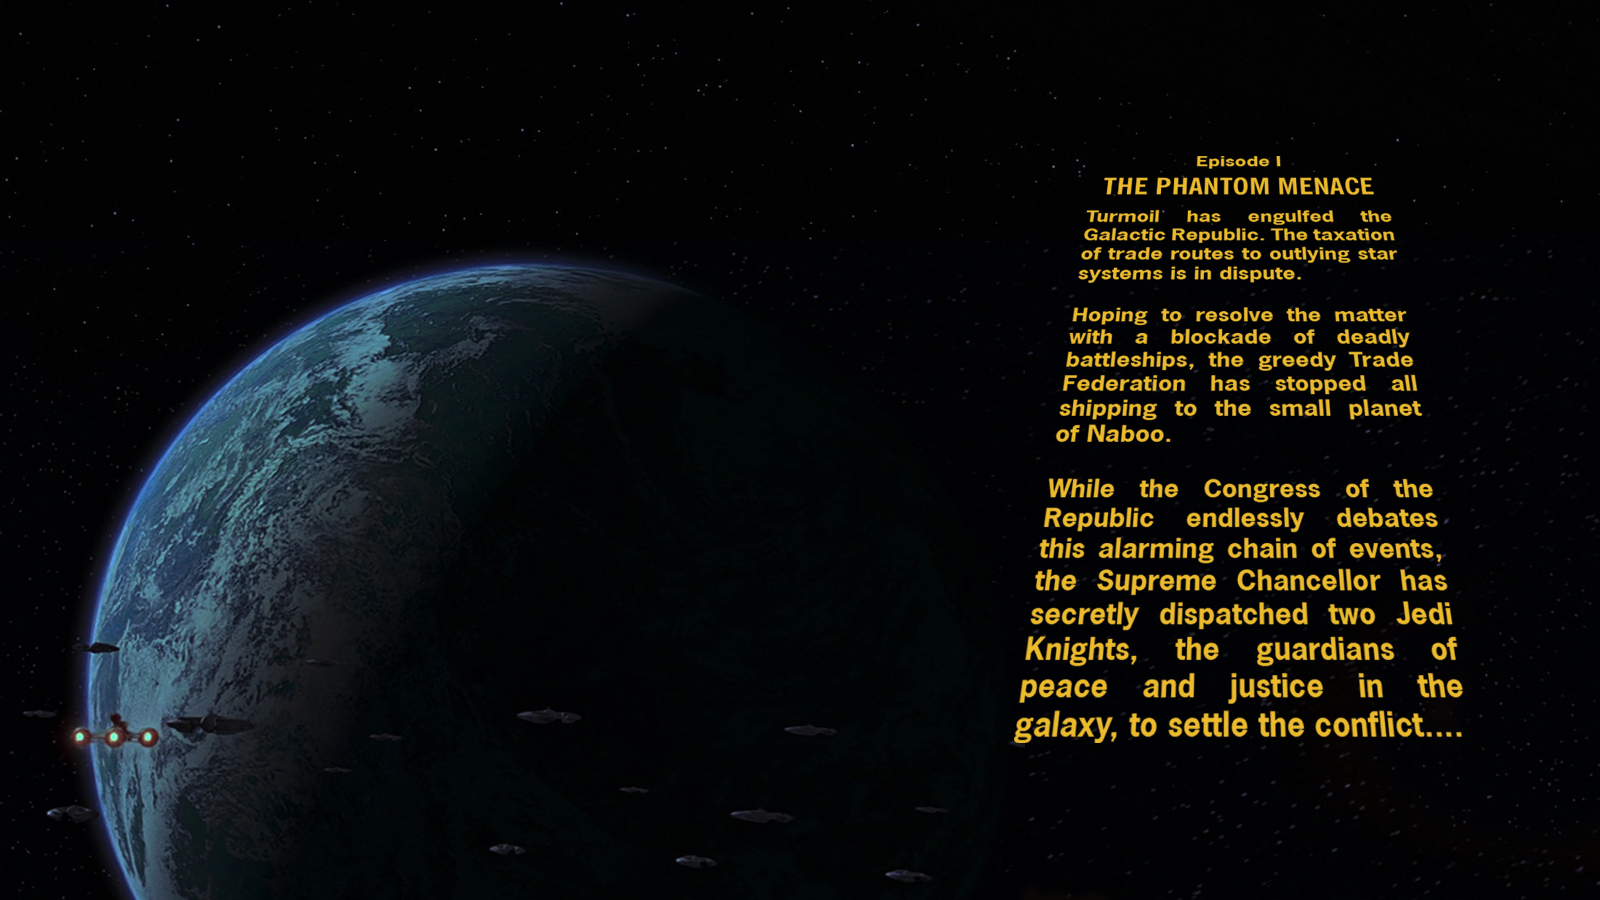 Episode I
THE PHANTOM MENACE
Turmoil has engulfed the
Galactic Republic. The taxation
of trade routes to outlying star
systems is in dispute.
Hoping to resolve the matter
with a blockade of deadly
battleships, the greedy Trade
Federation has stopped all
shipping to the small planet
of Naboo.
While the Congress of the
Republic endlessly debates
this alarming chain of events,
the Supreme Chancellor has
secretly dispatched two Jedi
Knights, the guardians of
peace and justice in the
galaxy, to settle the conflict....